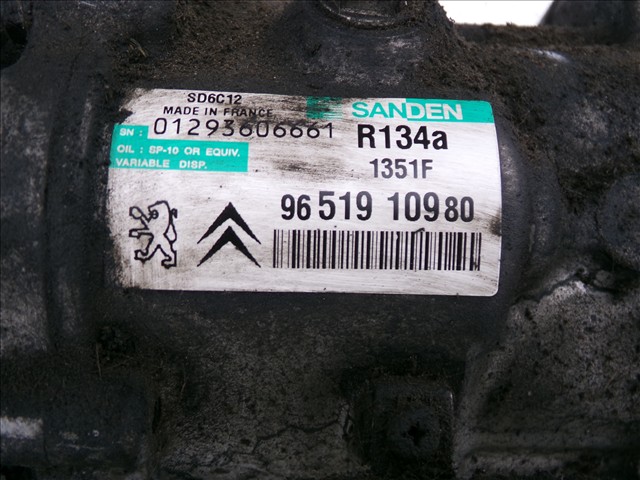 SD6C12
MADE IN FRANCE
SANDEN
SN: 01293606661
R134a
OIL: SP-10 OR EQUIV.
VARIABLE DISP.
1351F
96 519 109 80